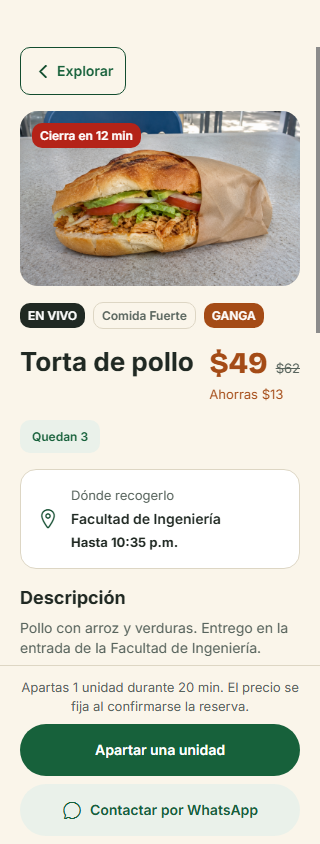 Explorar
Cierra en 12 min
EN VIVO
Comida Fuerte
GANGA
Torta de pollo
$49 $62
Ahorras $13
Quedan 3
Dónde recogerlo
Facultad de Ingeniería
Hasta 10:35 p.m.
Descripción
Pollo con arroz y verduras. Entrego en la
entrada de la Facultad de Ingeniería.
Apartas 1 unidad durante 20 min. El precio se
fija al confirmarse la reserva.
Apartar una unidad
Contactar por WhatsApp